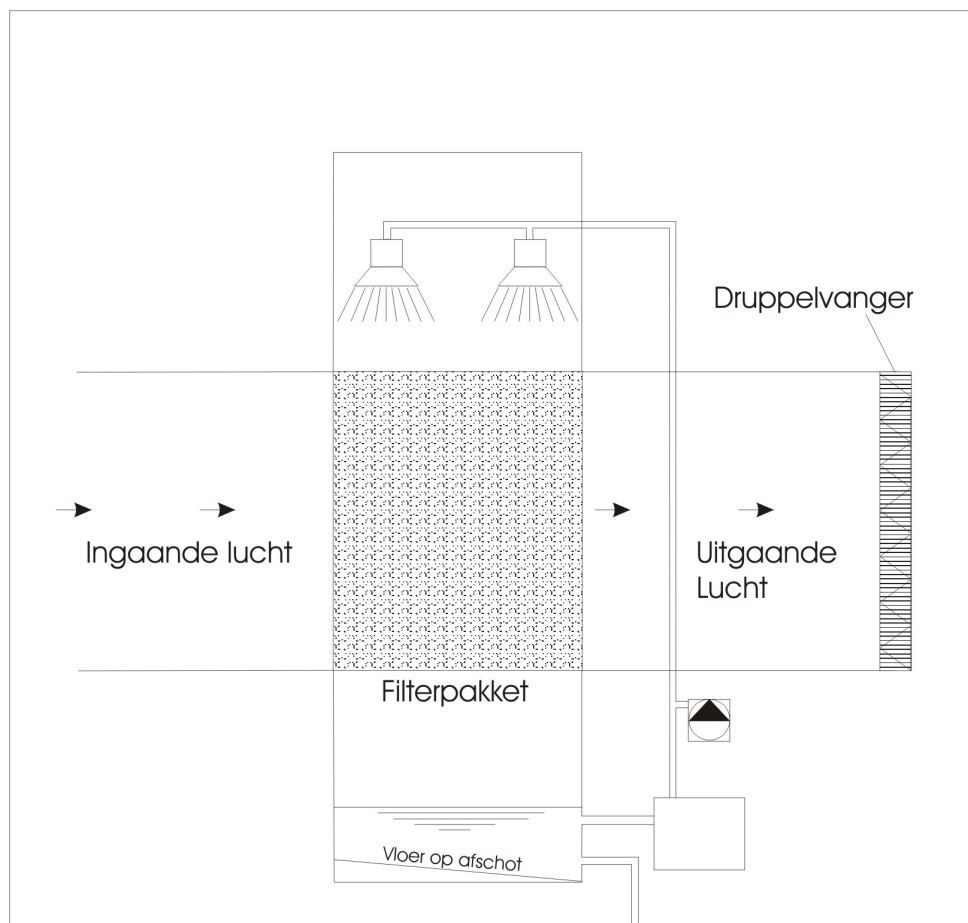 Druppelvanger
Ingaande lucht
Uitgaande
Lucht
Filterpakket
Vloer op afschot